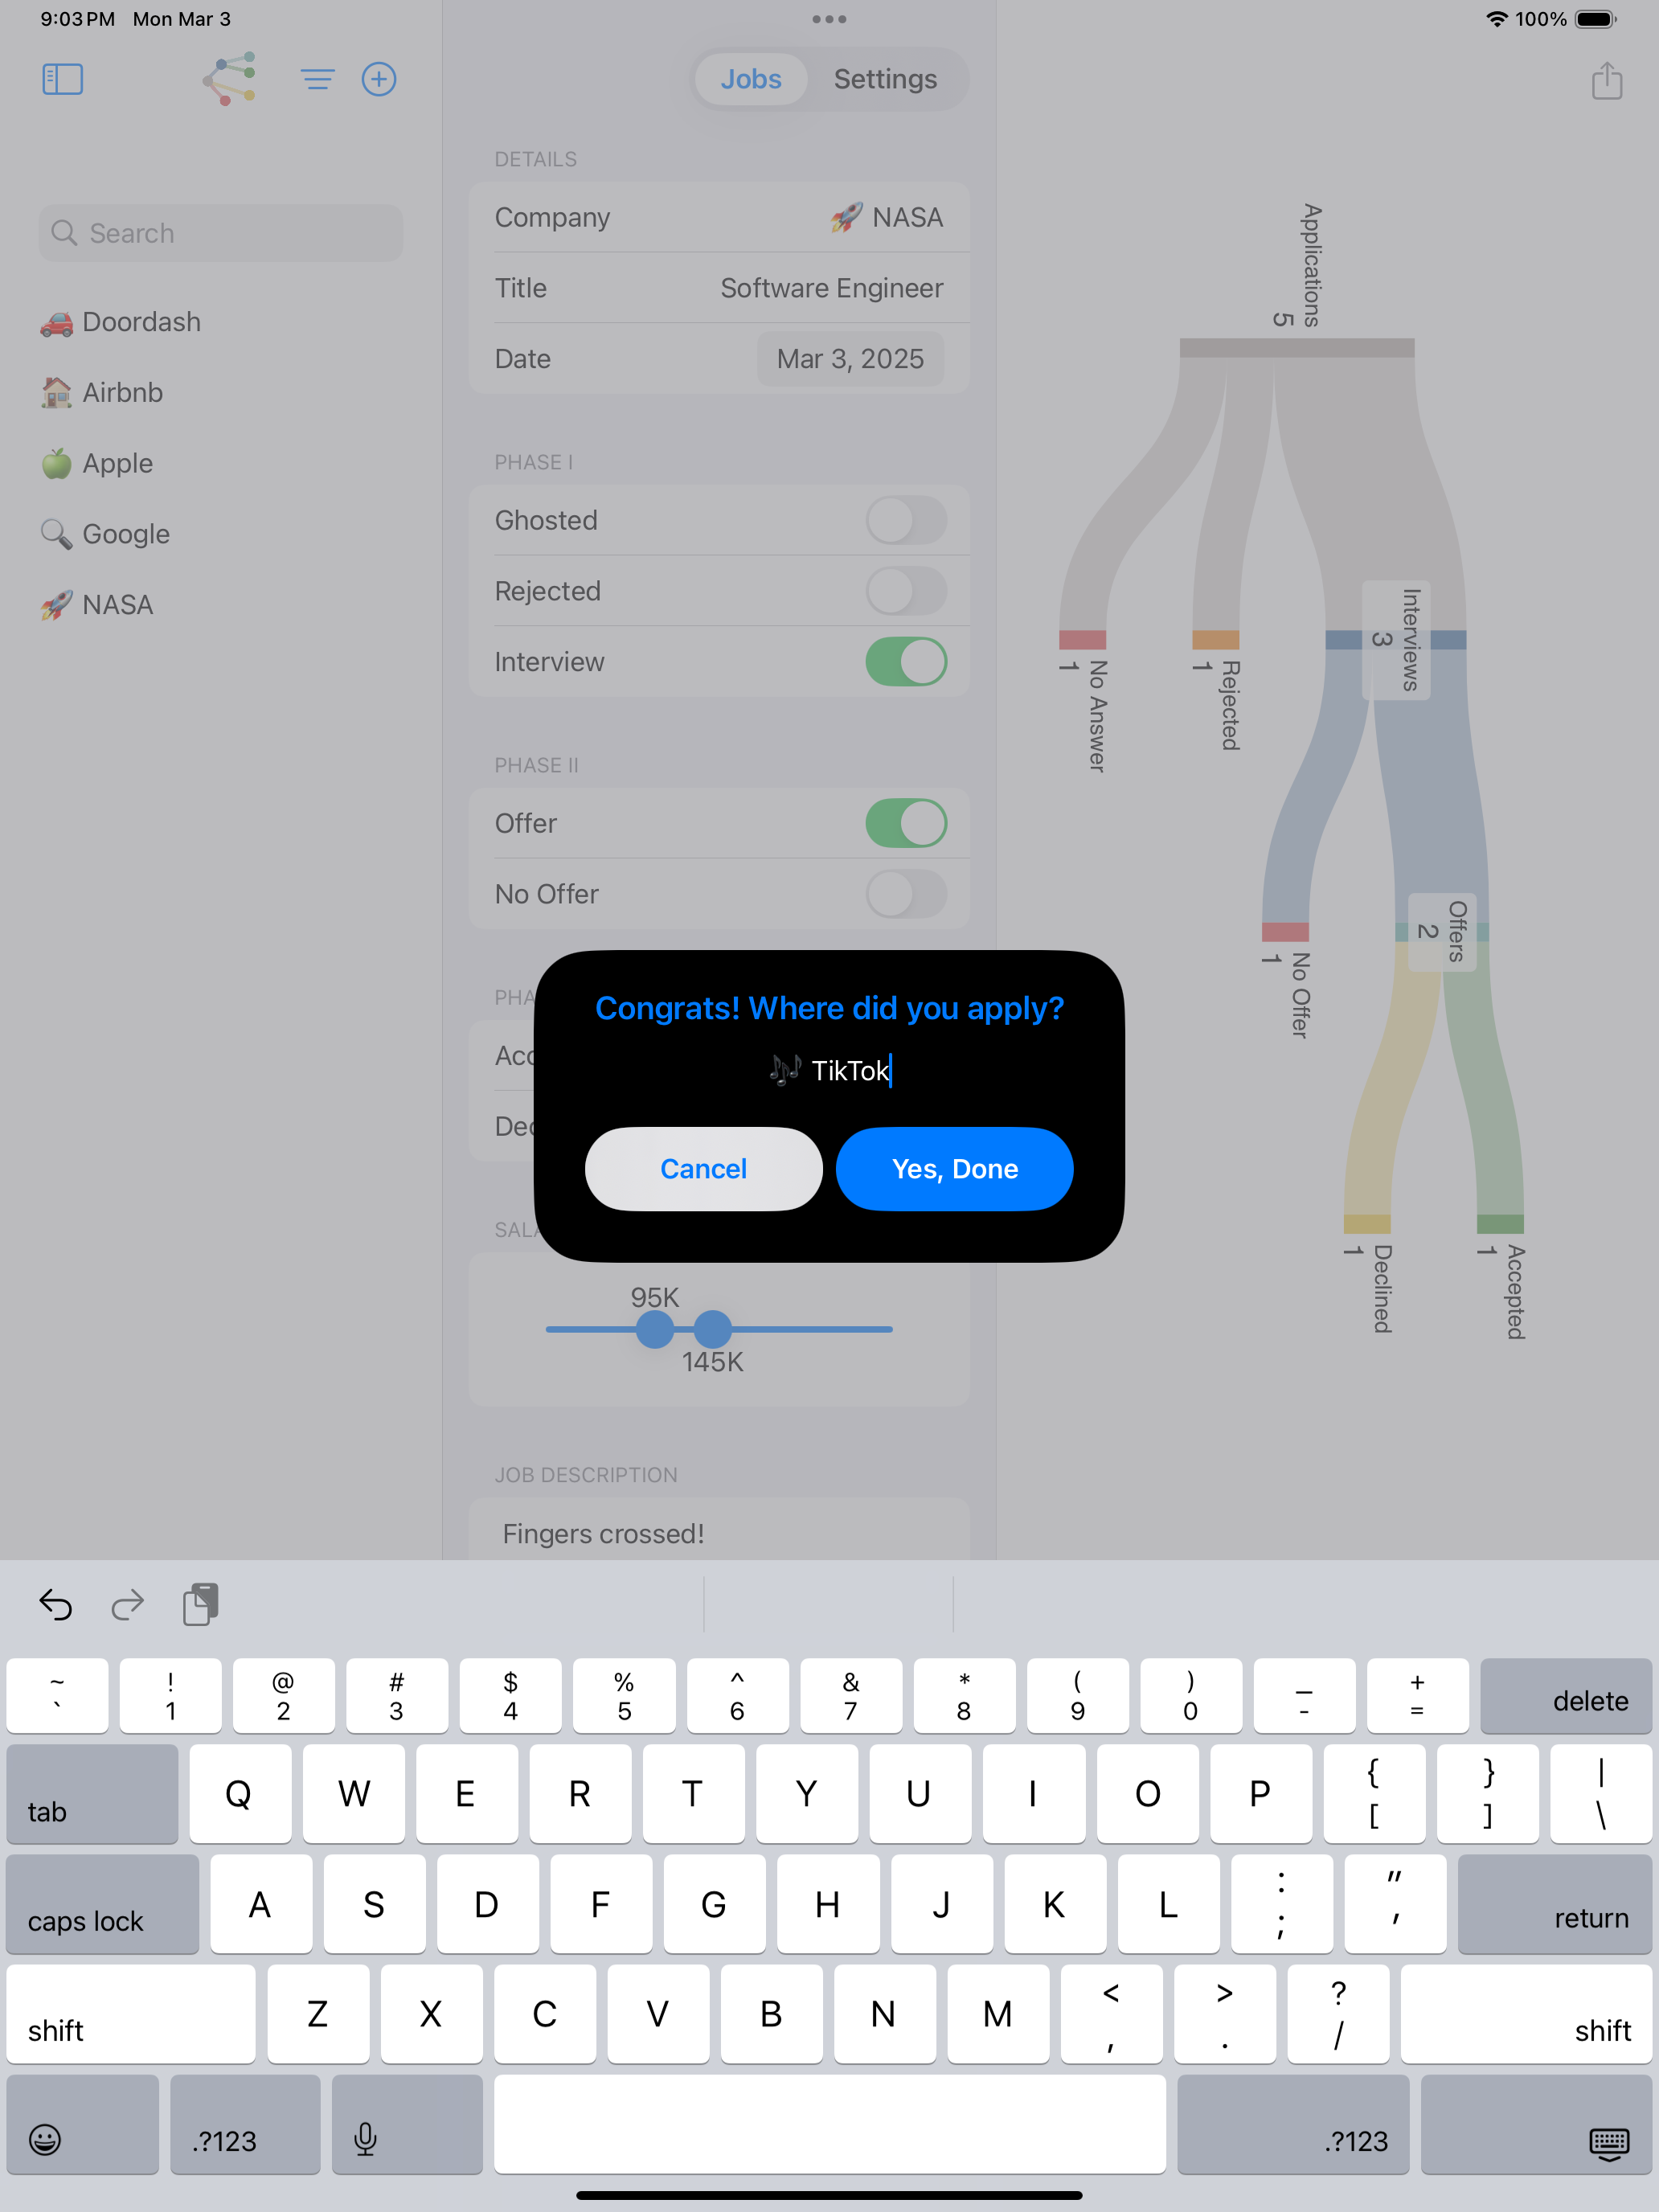 9:03 PM Mon Mar 3
100%
Jobs
Settings
Search
🚗 Doordash
🏠 Airbnb
🍏 Apple
🔍 Google
🚀 NASA
DETAILS
Company 🚀 NASA
Title Software Engineer
Date Mar 3, 2025
PHASE I
Ghosted
Rejected
Interview
PHASE II
Offer
No Offer
PHA
Acc
Dec
SALA
95K
145K
JOB DESCRIPTION
Fingers crossed!
Congrats! Where did you apply?
🎶 TikTok
Cancel
Yes, Done
Applications
5
No Answer
1
Rejected
1
Interviews
3
No Offer
1
Offers
2
Declined
1
Accepted
1
~ ! @ # $ % ^ & * ( ) _ +
` 1 2 3 4 5 6 7 8 9 0 - = delete
tab Q W E R T Y U I O P { [ } ] | \
caps lock A S D F G H J K L : ; " ' return
shift Z X C V B N M < , > . ? / shift
.?123 .?123